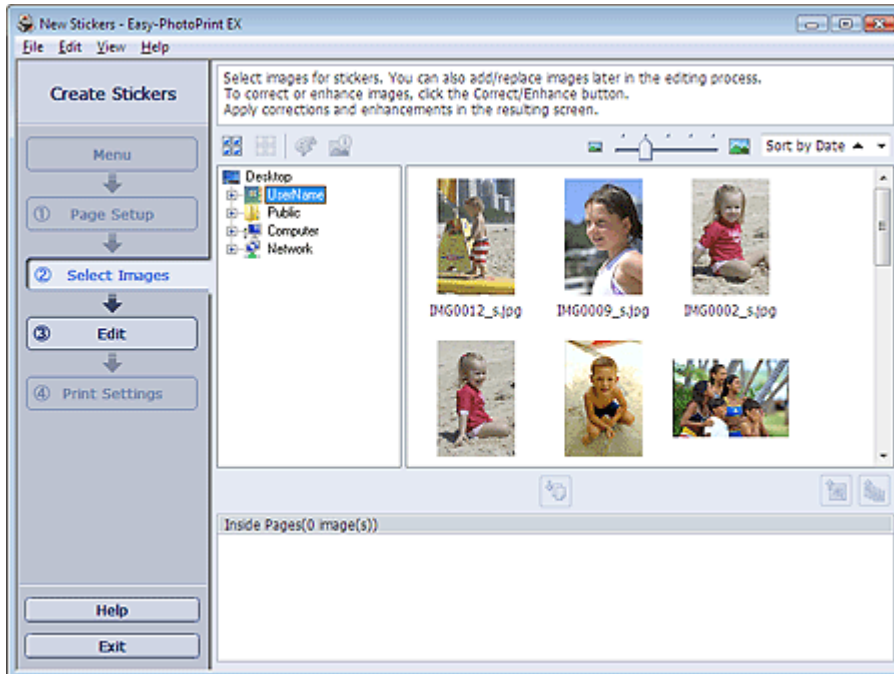 New Stickers - Easy-PhotoPrint EX
File Edit View Help
Create Stickers
Menu
① Page Setup
② Select Images
③ Edit
④ Print Settings
Help
Exit
Select images for stickers. You can also add/replace images later in the editing process.
To correct or enhance images, click the Correct/Enhance button.
Apply corrections and enhancements in the resulting screen.
Sort by Date
Desktop
UserName
Public
Computer
Network
IMG0012_s.jpg IMG0009_s.jpg IMG0002_s.jpg
Inside Pages(0 image(s))